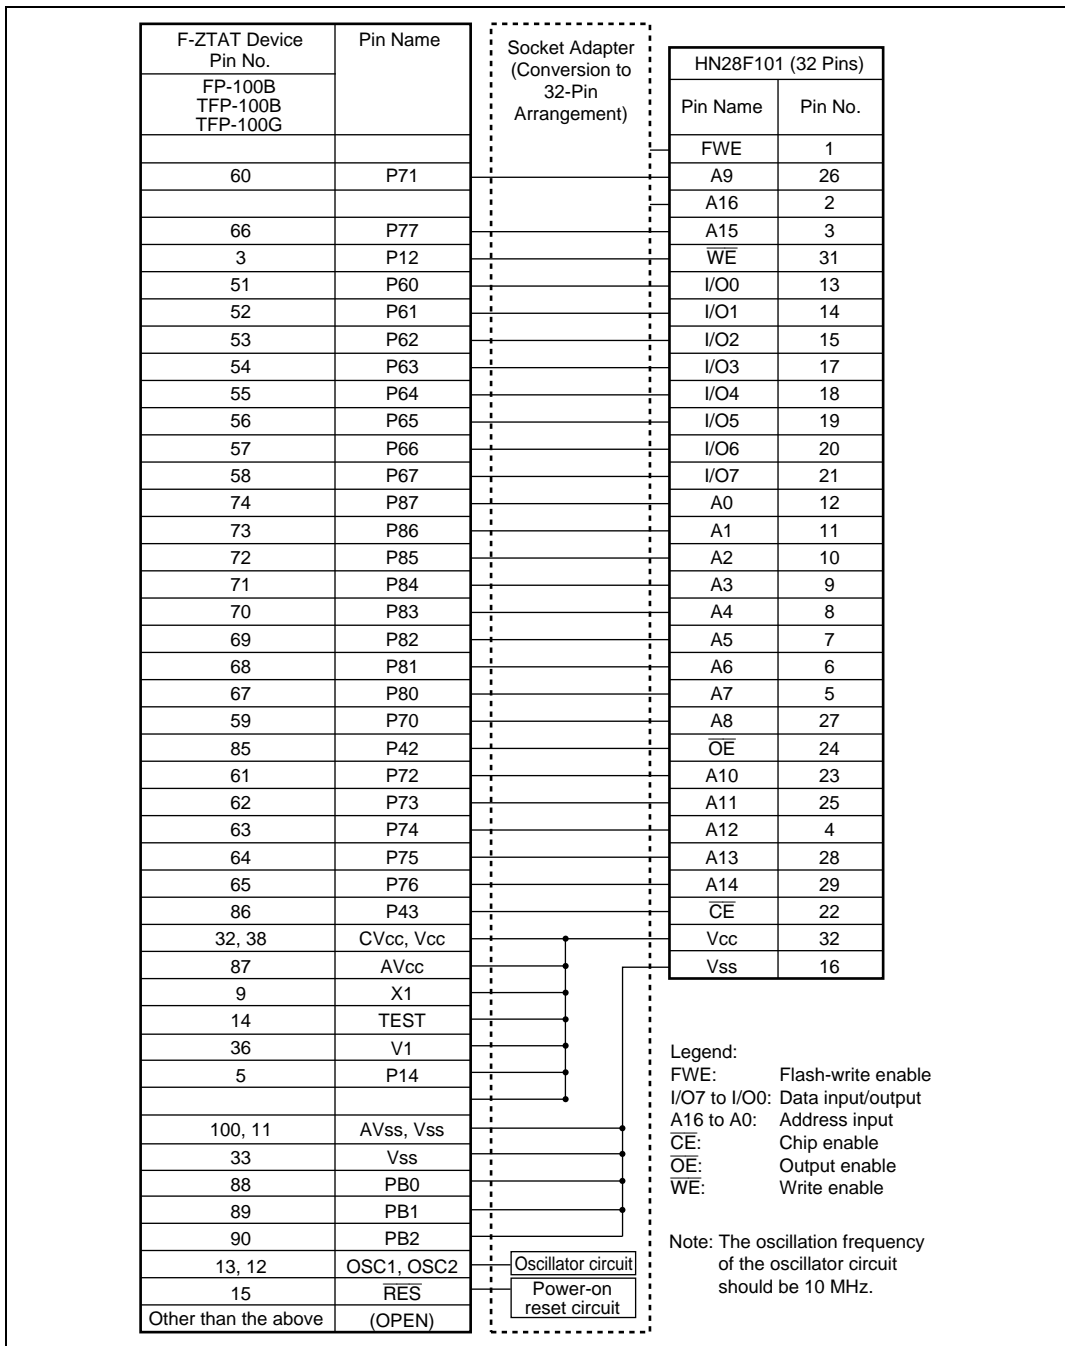 F-ZTAT Device
Pin No.
Pin Name
FP-100B
TFP-100B
TFP-100G
Socket Adapter
(Conversion to
32-Pin
Arrangement)
HN28F101 (32 Pins)
Pin Name Pin No.
FWE 1
60 P71 A9 26
A16 2
66 P77 A15 3
3 P12 W̅E̅ 31
51 P60 I/O0 13
52 P61 I/O1 14
53 P62 I/O2 15
54 P63 I/O3 17
55 P64 I/O4 18
56 P65 I/O5 19
57 P66 I/O6 20
58 P67 I/O7 21
74 P87 A0 12
73 P86 A1 11
72 P85 A2 10
71 P84 A3 9
70 P83 A4 8
69 P82 A5 7
68 P81 A6 6
67 P80 A7 5
59 P70 A8 27
85 P42 O̅E̅ 24
61 P72 A10 23
62 P73 A11 25
63 P74 A12 4
64 P75 A13 28
65 P76 A14 29
86 P43 C̅E̅ 22
32, 38 CVcc, Vcc Vcc 32
87 AVcc Vss 16
9 X1
14 TEST
36 V1
5 P14
100, 11 AVss, Vss
33 Vss
88 PB0
89 PB1
90 PB2
13, 12 OSC1, OSC2 Oscillator circuit
15 R̅E̅S̅ Power-on
reset circuit
Other than the above (OPEN)
Legend:
FWE: Flash-write enable
I/O7 to I/O0: Data input/output
A16 to A0: Address input
C̅E̅: Chip enable
O̅E̅: Output enable
W̅E̅: Write enable
Note: The oscillation frequency
of the oscillator circuit
should be 10 MHz.